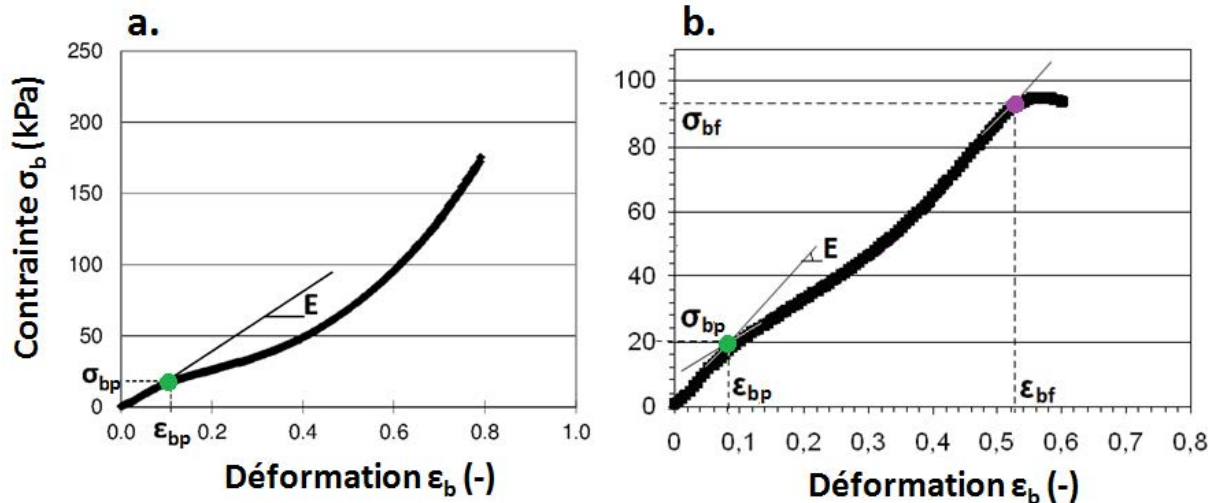 a.
Contrainte σb (kPa)
250
200
150
100
50
0
σbp
E
εbp
0.0
0.2
0.4
0.6
0.8
1.0
Déformation εb (-)
b.
100
80
60
40
20
0
σbf
σbp
E
εbp
εbf
0
0,1
0,2
0,3
0,4
0,5
0,6
0,7
0,8
Déformation εb (-)